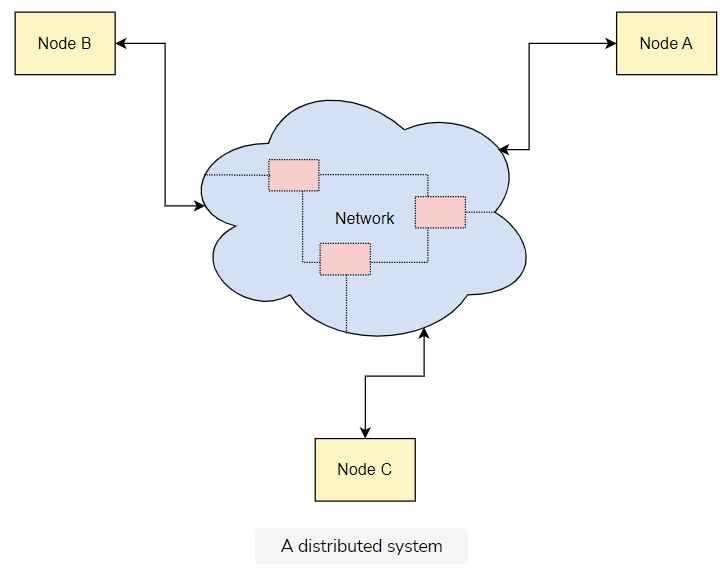 Node B
Node A
Network
Node C
A distributed system